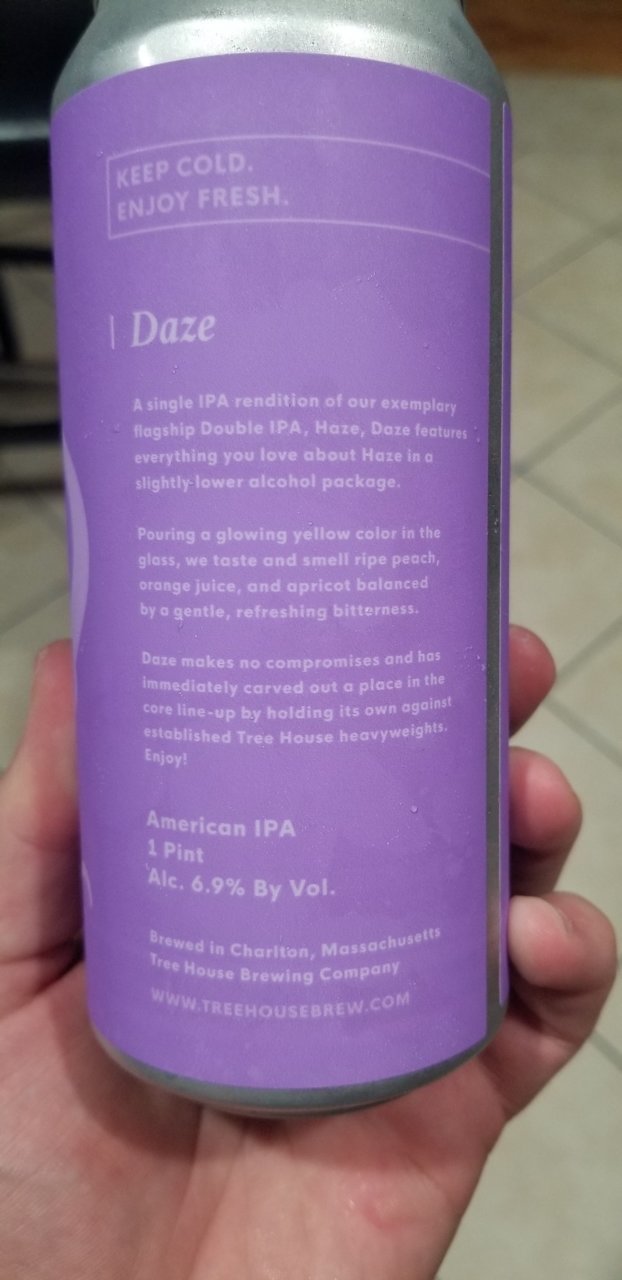 KEEP COLD.
ENJOY FRESH.
Daze
A single IPA rendition of our exemplary
flagship Double IPA, Haze, Daze features
everything you love about Haze in a
slightly-lower alcohol package.
Pouring a glowing yellow color in the
glass, we taste and smell ripe peach,
orange juice, and apricot balanced
by a gentle, refreshing bitterness.
Daze makes no compromises and has
immediately carved out a place in the
core line-up by holding its own against
established Tree House heavyweights.
Enjoy!
American IPA
1 Pint
Alc. 6.9% By Vol.
Brewed in Charlton, Massachusetts
Tree House Brewing Company
WWW.TREEHOUSEBREW.COM